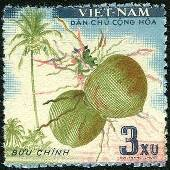 VIỆT-NAM
DÂN CHỦ CỘNG HÒA
3 XU
BƯU CHÍNH